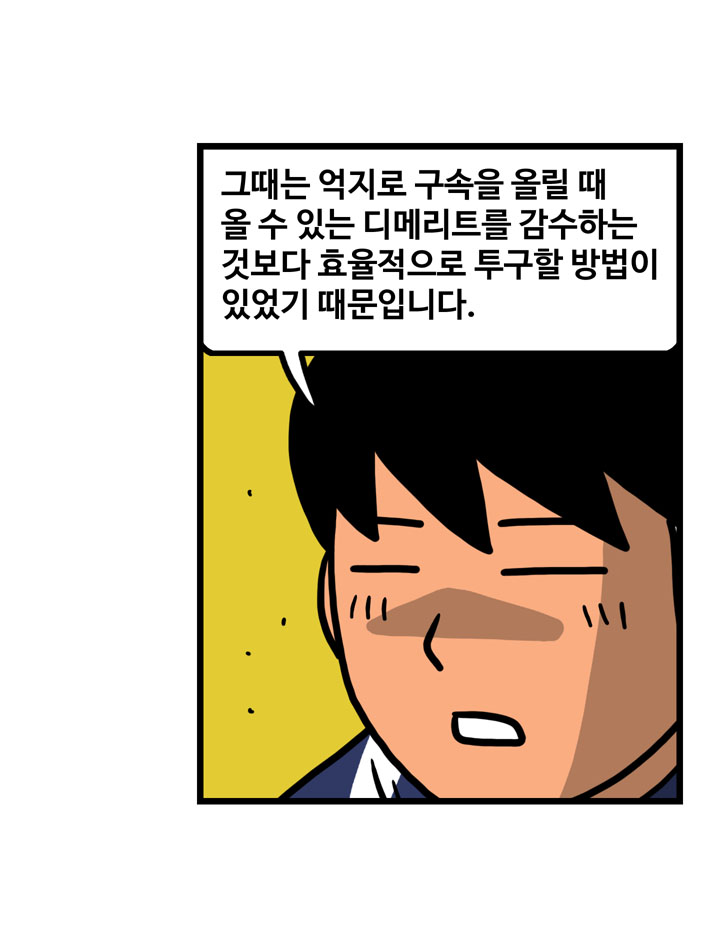 그때는 억지로 구속을 올릴 때
올 수 있는 디메리트를 감수하는
것보다 효율적으로 투구할 방법이
있었기 때문입니다.